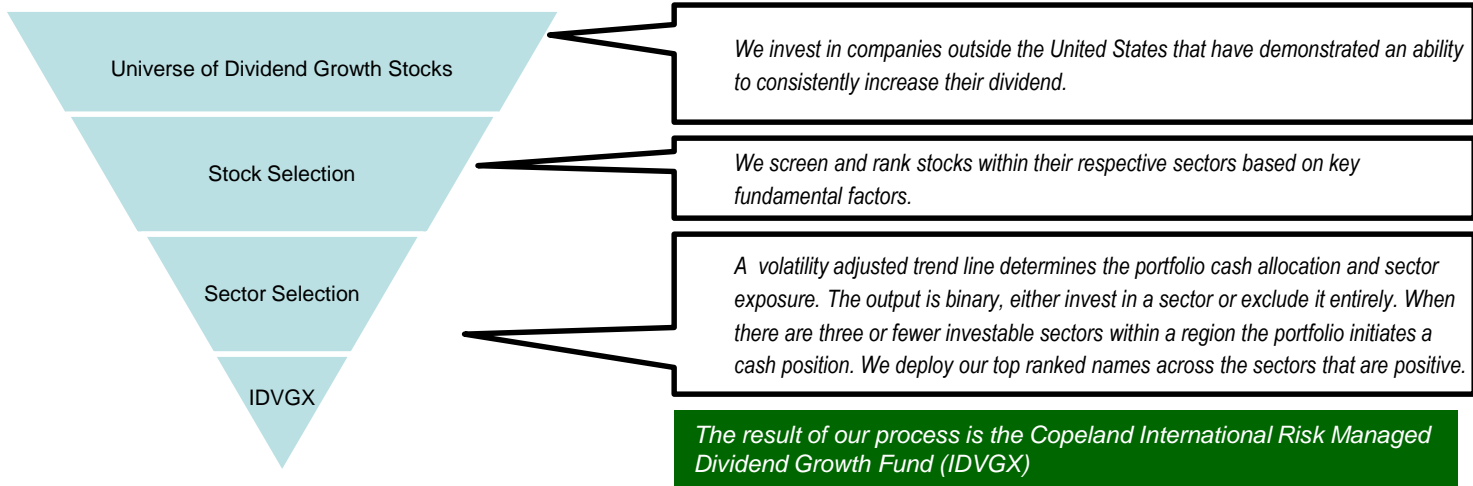 Universe of Dividend Growth Stocks
We invest in companies outside the United States that have demonstrated an ability
to consistently increase their dividend.
Stock Selection
We screen and rank stocks within their respective sectors based on key
fundamental factors.
Sector Selection
A volatility adjusted trend line determines the portfolio cash allocation and sector
exposure. The output is binary, either invest in a sector or exclude it entirely. When
there are three or fewer investable sectors within a region the portfolio initiates a
cash position. We deploy our top ranked names across the sectors that are positive.
IDVGX
The result of our process is the Copeland International Risk Managed
Dividend Growth Fund (IDVGX)